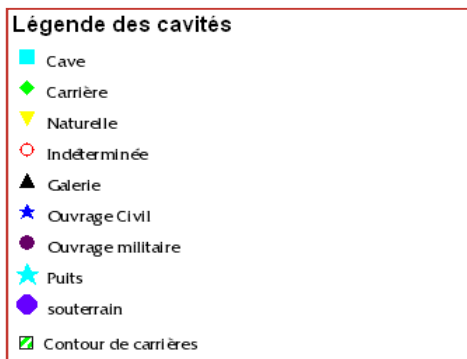 Légende des cavités
Cave
Carrière
Naturelle
Indéterminée
Galerie
Ouvrage Civil
Ouvrage militaire
Puits
souterrain
Contour de carrières